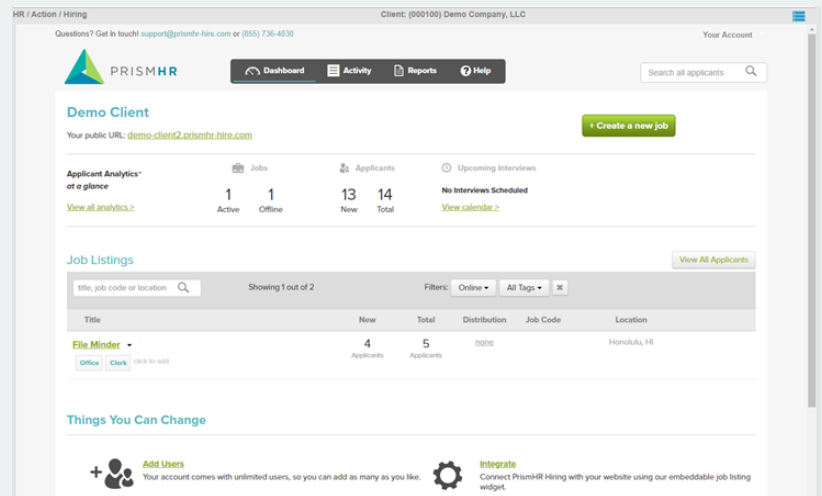 HR / Action / Hiring
Client: (000100) Demo Company, LLC
Questions? Get in touch! support@prismhr-hire.com or (855) 736-4030
Your Account
PRISMHR
Dashboard
Activity
Reports
Help
Search all applicants
Demo Client
Your public URL: demo-client2.prismhr-hire.com
+ Create a new job
Applicant Analytics
at a glance
View all analytics >
Jobs
1 1
Active Offline
Applicants
13 14
New Total
Upcoming Interviews
No Interviews Scheduled
View calendar >
Job Listings
View All Applicants
title, job code or location
Showing 1 out of 2
Filters: Online All Tags
Title New Total Distribution Job Code Location
File Minder 4 5 none Honolulu, HI
Applicants Applicants
Office Clerk click to add
Things You Can Change
Add Users
Your account comes with unlimited users, so you can add as many as you like.
Integrate
Connect PrismHR Hiring with your website using our embeddable job listing
widget.